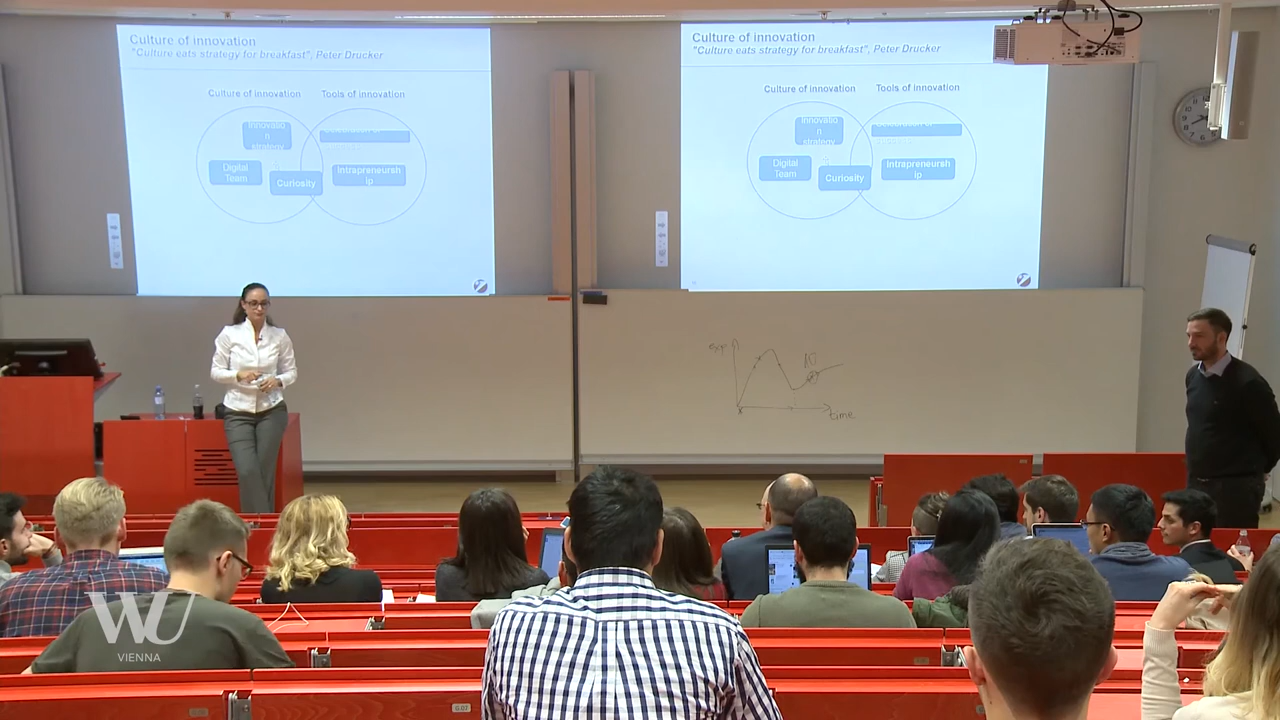 Culture of innovation
"Culture eats strategy for breakfast", Peter Drucker
Culture of innovation
Tools of innovation
Innovatio
n
strategy
Digital
Team
Curiosity
Intrapreneursh
ip
Culture of innovation
"Culture eats strategy for breakfast", Peter Drucker
Culture of innovation
Tools of innovation
Innovatio
n
strategy
Digital
Team
Curiosity
Intrapreneursh
ip
time
WU
VIENNA